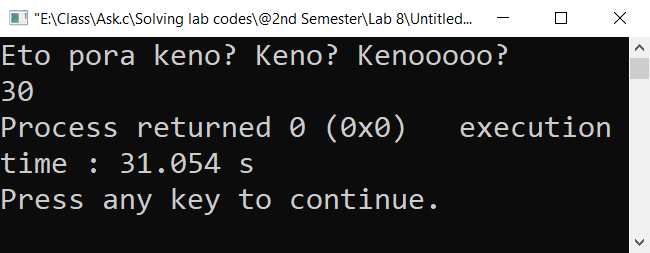 "E:\Class\Ask.c\Solving lab codes\@2nd Semester\Lab 8\Untitled...
Eto pora keno? Keno? Kenooooo?
30
Process returned 0 (0x0)   execution
time : 31.054 s
Press any key to continue.